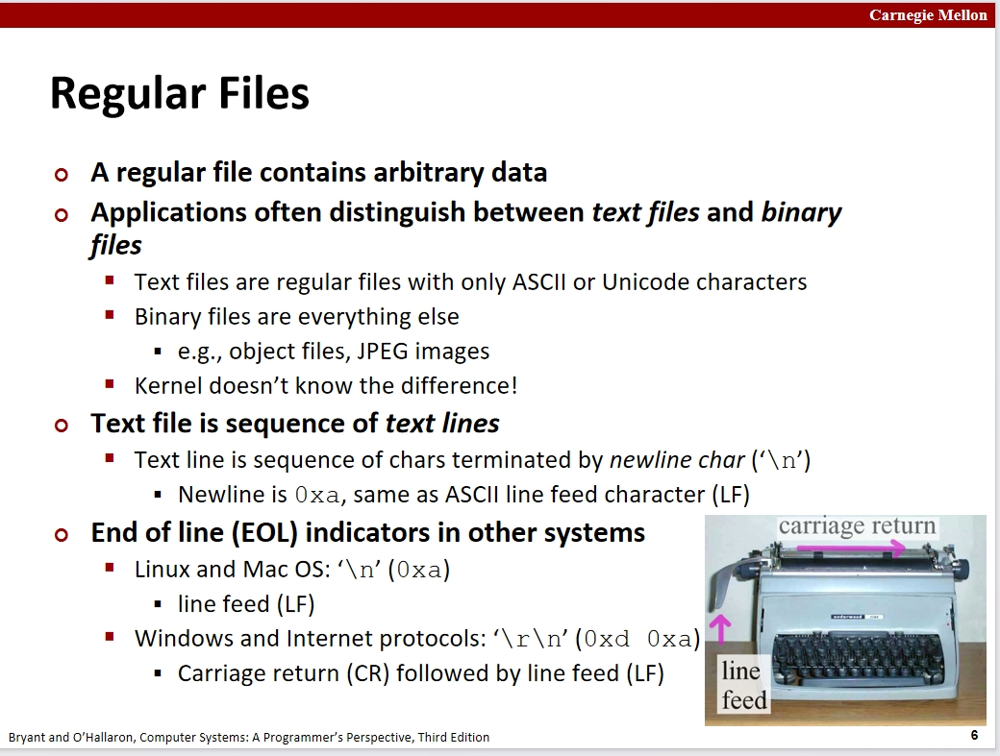 Carnegie Mellon
Regular Files
A regular file contains arbitrary data
Applications often distinguish between text files and binary
files
Text files are regular files with only ASCII or Unicode characters
Binary files are everything else
e.g., object files, JPEG images
Kernel doesn’t know the difference!
Text file is sequence of text lines
Text line is sequence of chars terminated by newline char (‘\n’)
Newline is 0xa, same as ASCII line feed character (LF)
End of line (EOL) indicators in other systems
Linux and Mac OS: ‘\n’ (0xa)
line feed (LF)
Windows and Internet protocols: ‘\r\n’ (0xd 0xa)
Carriage return (CR) followed by line feed (LF)
carriage return
underwood
line
feed
Bryant and O’Hallaron, Computer Systems: A Programmer’s Perspective, Third Edition
6